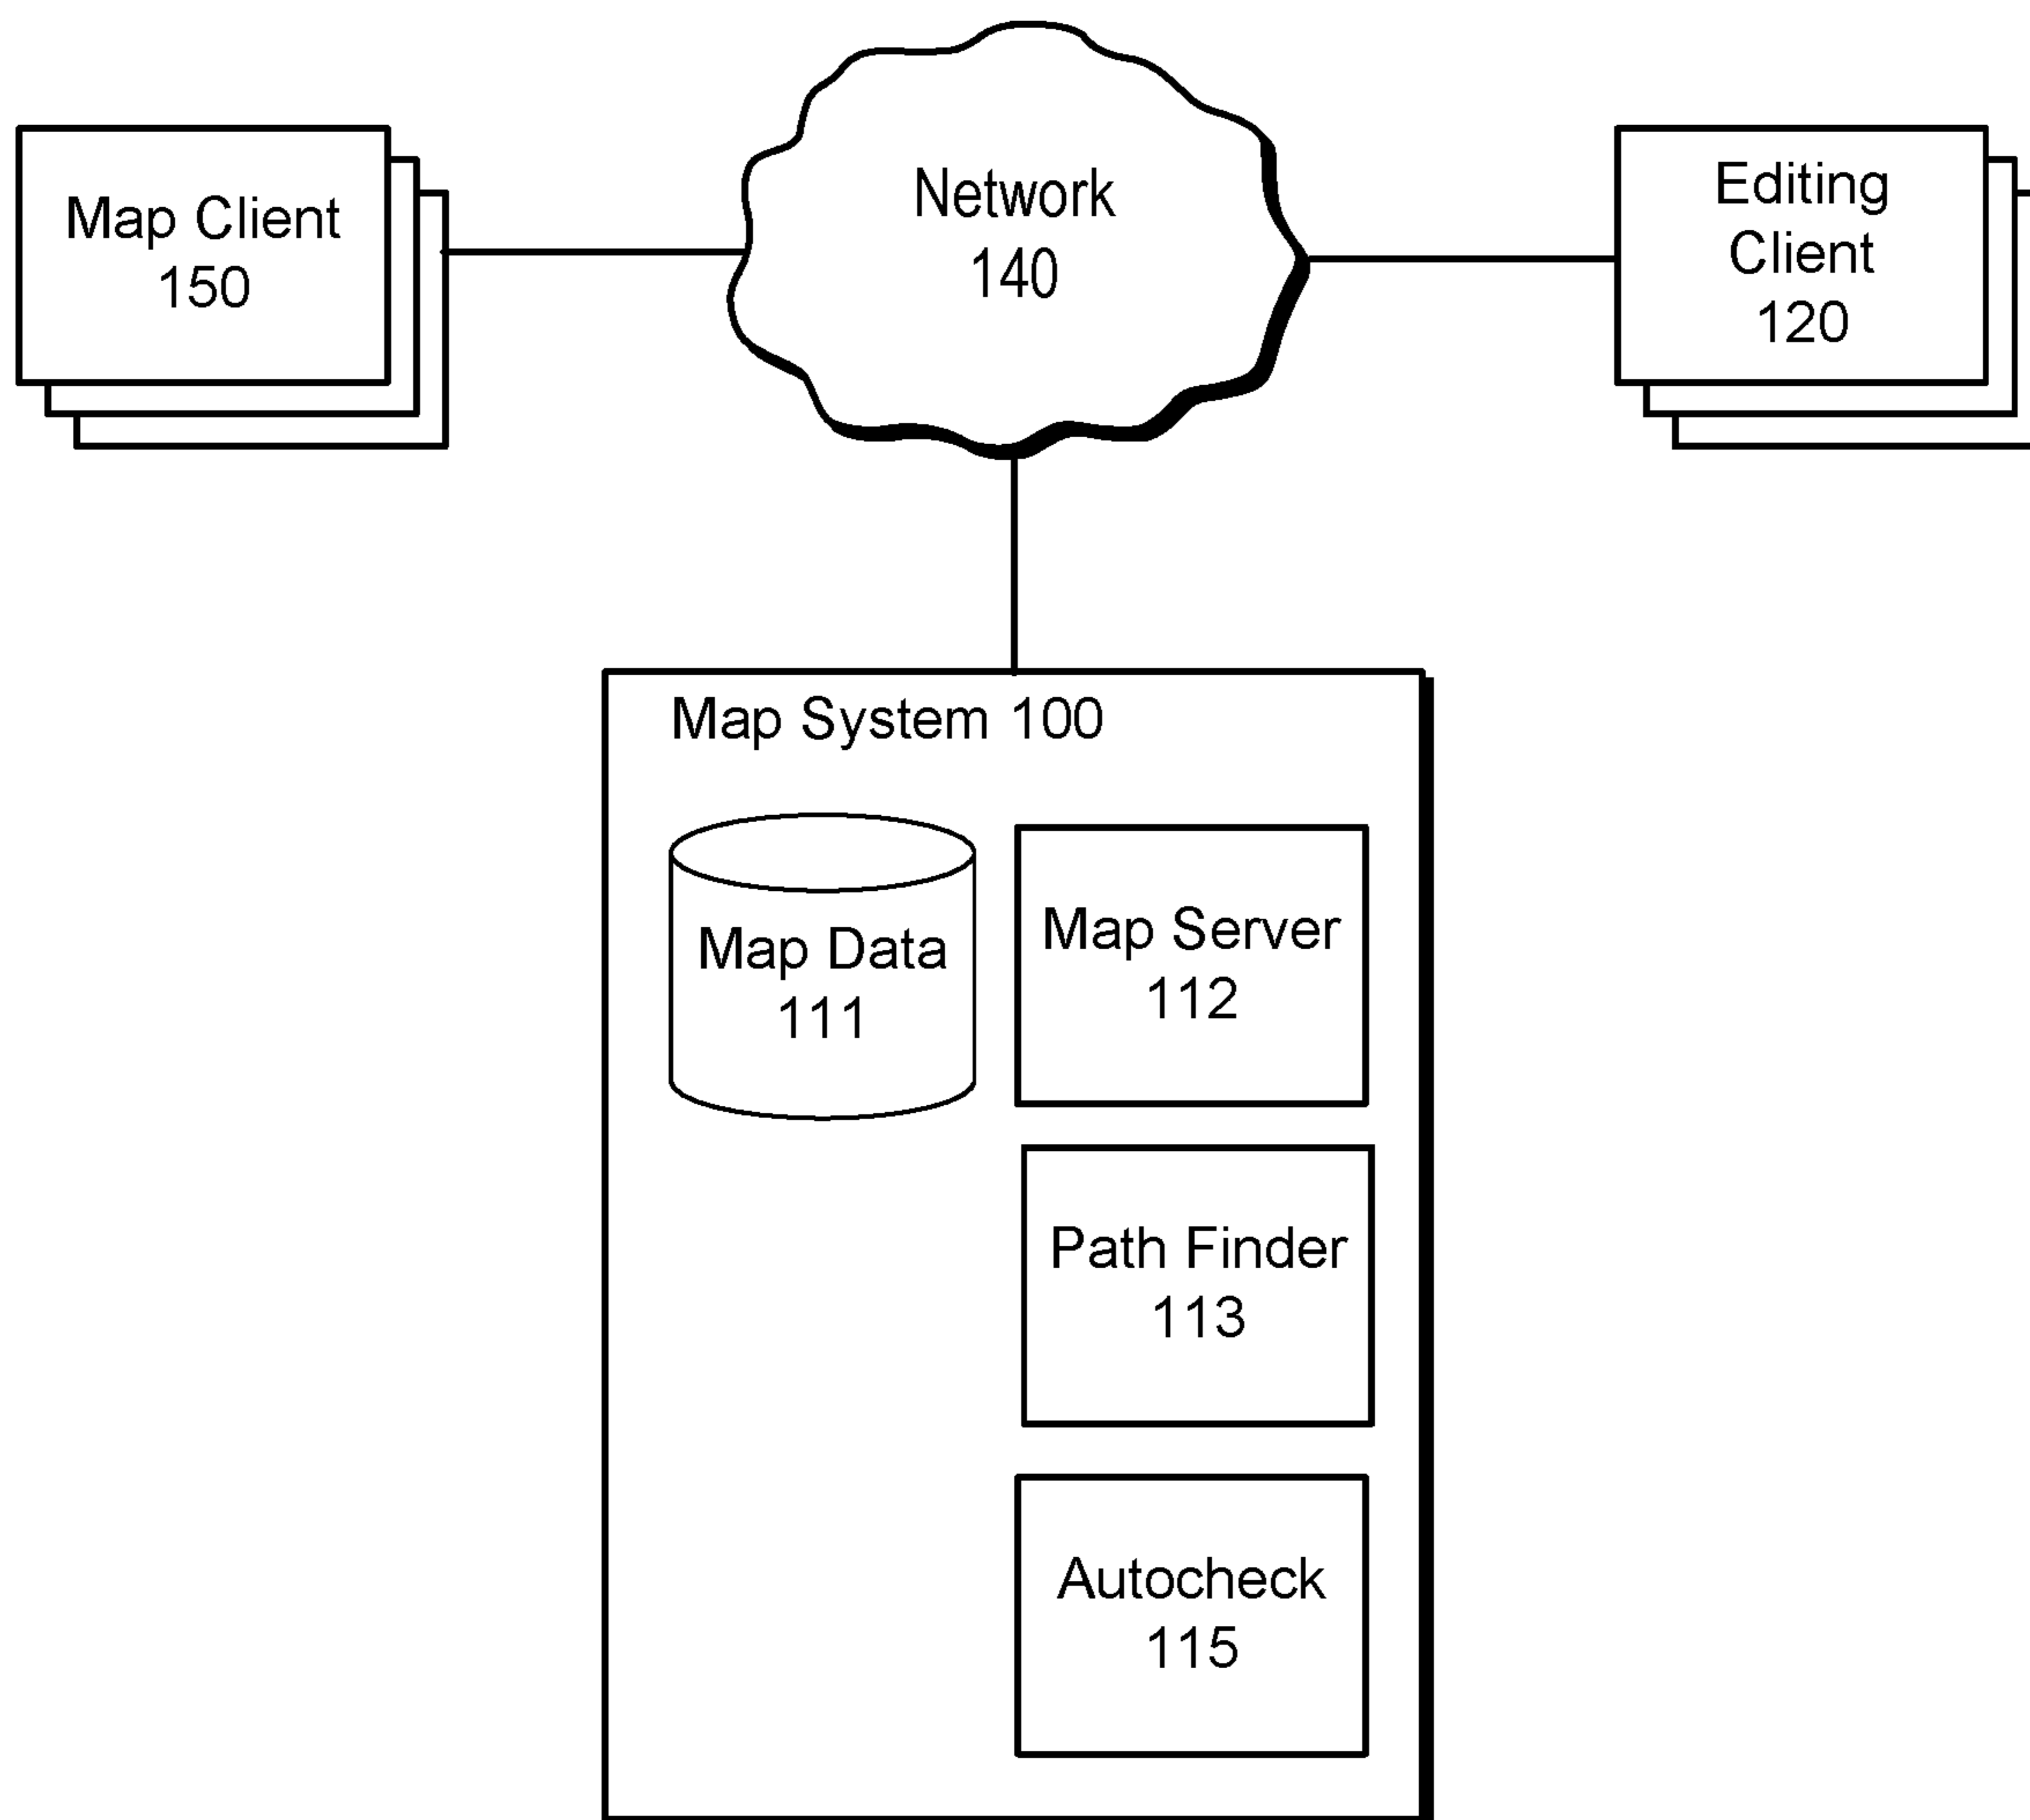 Map Client
150
Network
140
Editing
Client
120
Map System 100
Map Data
111
Map Server
112
Path Finder
113
Autocheck
115